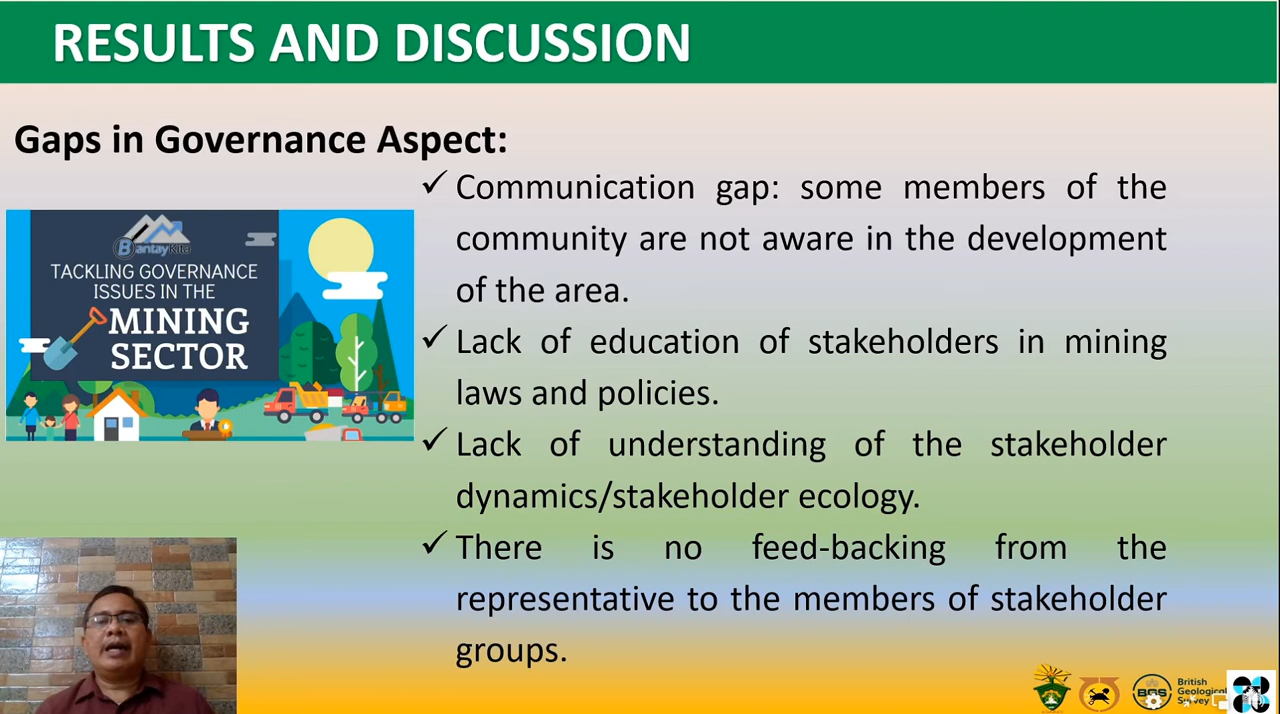 RESULTS AND DISCUSSION
Gaps in Governance Aspect:
BantayKita
TACKLING GOVERNANCE
ISSUES IN THE
MINING
SECTOR
✓ Communication gap: some members of the
community are not aware in the development
of the area.
✓ Lack of education of stakeholders in mining
laws and policies.
✓ Lack of understanding of the stakeholder
dynamics/stakeholder ecology.
✓ There is no feed-backing from the
representative to the members of stakeholder
groups.
BGS
British
Geological
Survey